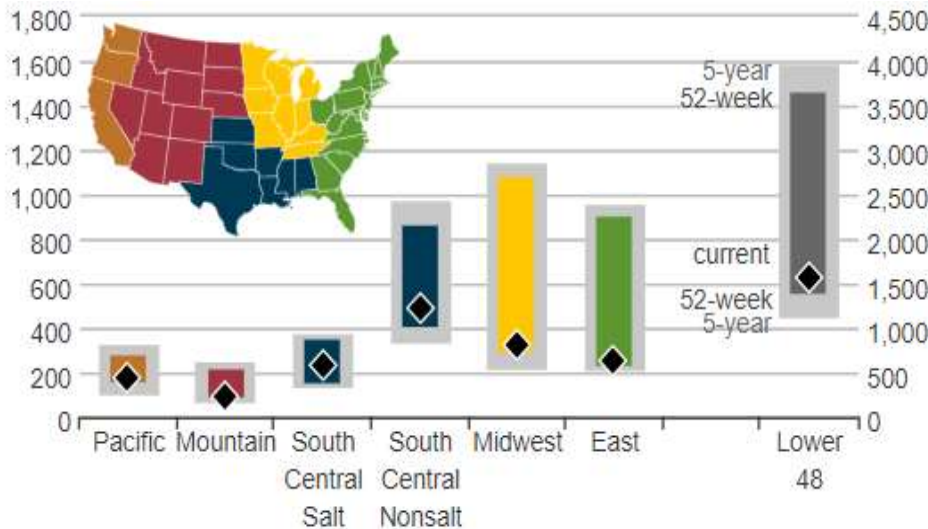 1,800
1,600
1,400
1,200
1,000
800
600
400
200
0
4,500
4,000
3,500
3,000
2,500
2,000
1,500
1,000
500
0
5-year
52-week
current
52-week
5-year
Pacific
Mountain
South
Central
Salt
South
Central
Nonsalt
Midwest
East
Lower
48